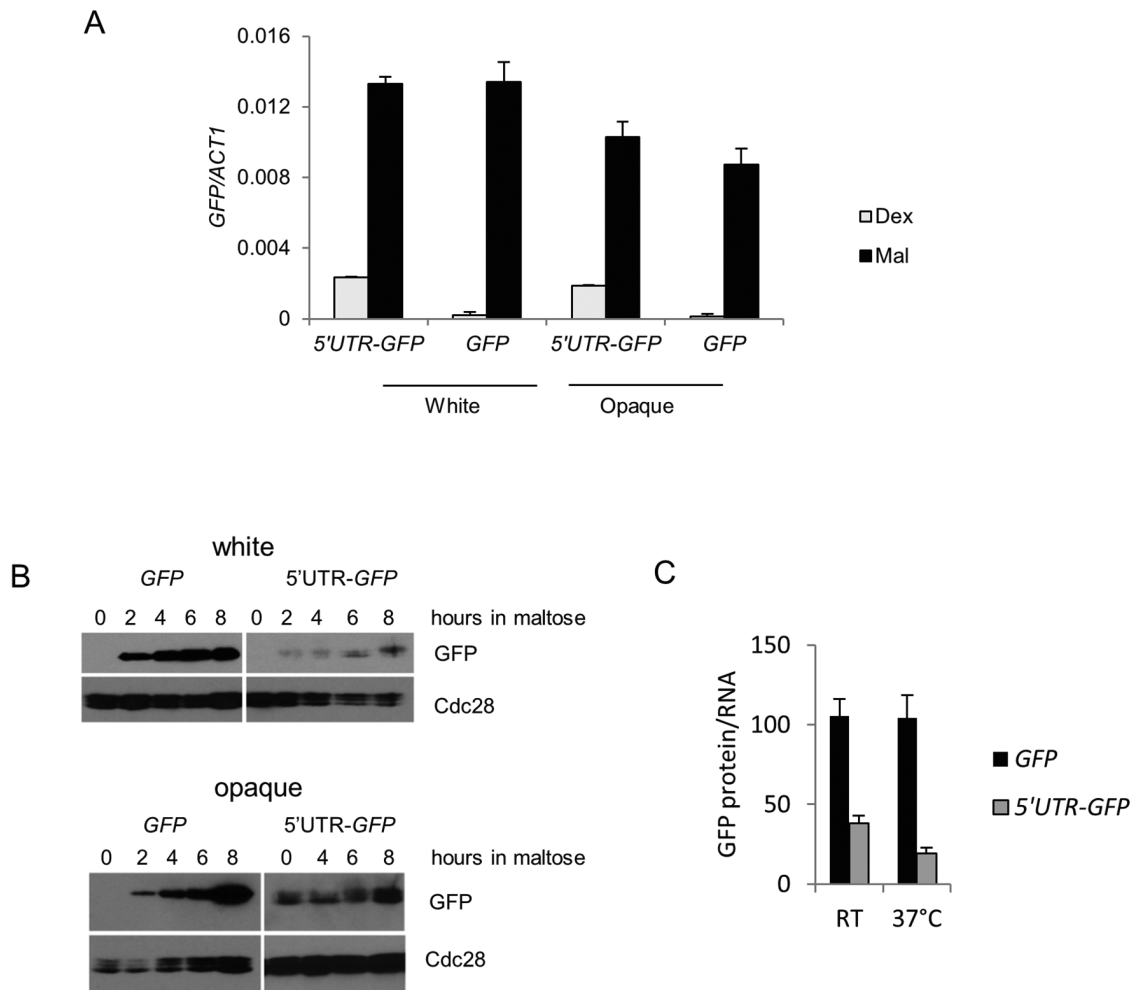 A
0.016
0.012
0.008
0.004
0
GFP/ACT1
5'UTR-GFP GFP 5'UTR-GFP GFP
White Opaque
Dex
Mal
B
white
GFP 5'UTR-GFP
0 2 4 6 8 0 2 4 6 8 hours in maltose
GFP
Cdc28
opaque
GFP 5'UTR-GFP
0 2 4 6 8 0 4 6 8 hours in maltose
GFP
Cdc28
C
150
100
50
0
GFP protein/RNA
RT 37°C
GFP
5'UTR-GFP